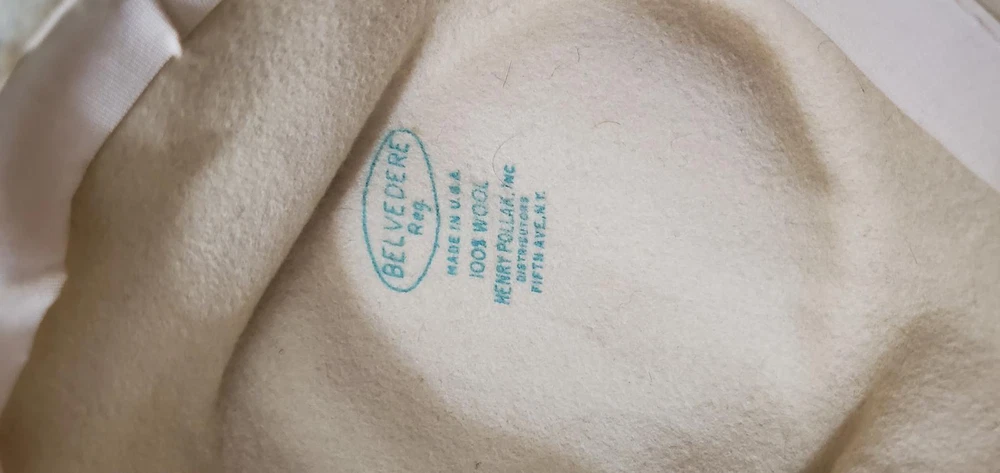 BELVEDERE
Reg.
MADE IN U.S.A
100% WOOL
HENRY POLLAK, INC
DISTRIBUTORS
FIFTH AVE., N.Y.